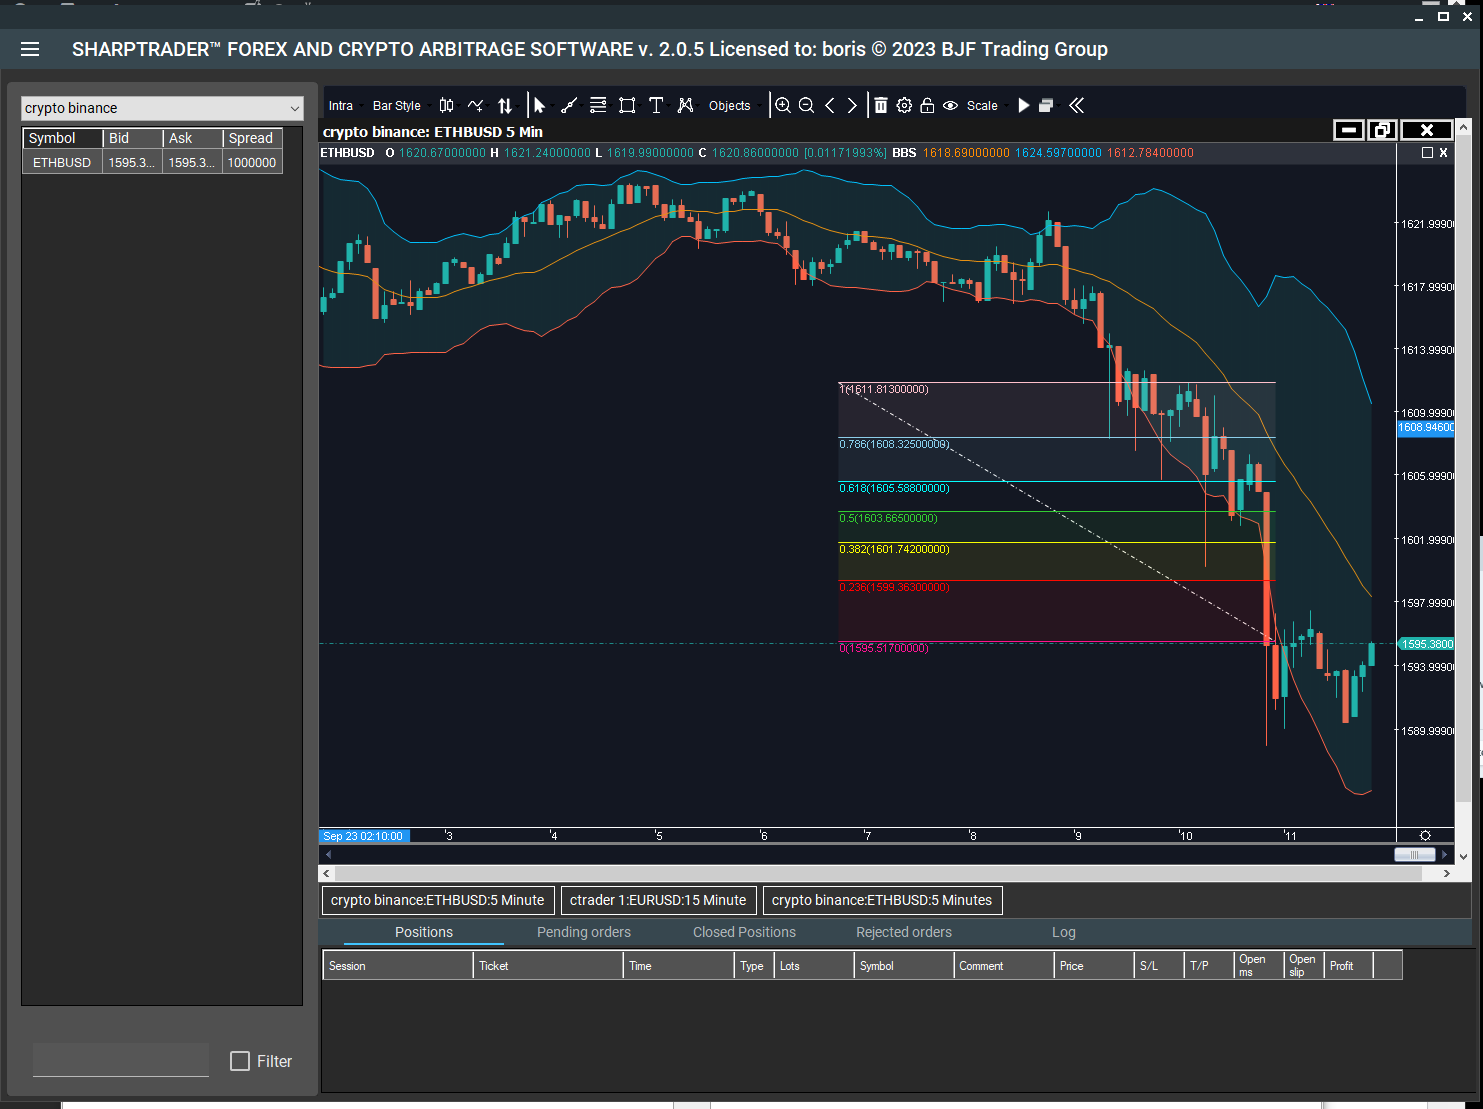 SHARPTRADER™ FOREX AND CRYPTO ARBITRAGE SOFTWARE v. 2.0.5 Licensed to: boris © 2023 BJF Trading Group
crypto binance
Symbol Bid Ask Spread
ETHBUSD 1595.3... 1595.3... 1000000
Filter
Intra Bar Style Objects Scale
crypto binance: ETHBUSD 5 Min
ETHBUSD O 1620.67000000 H 1621.24000000 L 1619.99000000 C 1620.86000000 [0.01171993%] BBS 1618.69000000 1624.59700000 1612.78400000
1621.9990
1617.9990
1613.9990
1609.9990
1608.94600
1605.9990
1601.9990
1597.9990
1595.3800
1593.9990
1589.9990
1(1611.81300000)
0.786(1608.32500000)
0.618(1605.58800000)
0.5(1603.66500000)
0.382(1601.74200000)
0.236(1599.36300000)
0(1595.51700000)
Sep 23 02:10:00 3 4 5 6 7 8 9 10 11
crypto binance:ETHBUSD:5 Minute ctrader 1:EURUSD:15 Minute crypto binance:ETHBUSD:5 Minutes
Positions Pending orders Closed Positions Rejected orders Log
Session Ticket Time Type Lots Symbol Comment Price S/L T/P Open ms Open slip Profit